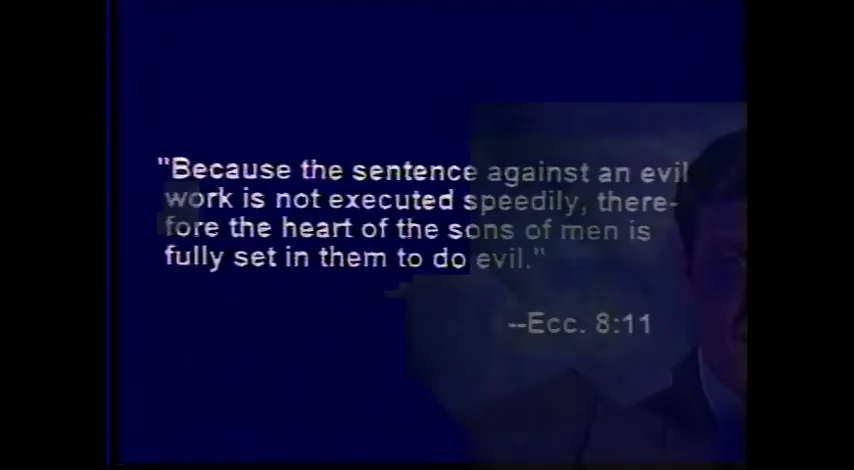 "Because the sentence against an evil
work is not executed speedily, there-
fore the heart of the sons of men is
fully set in them to do evil."
--Ecc. 8:11